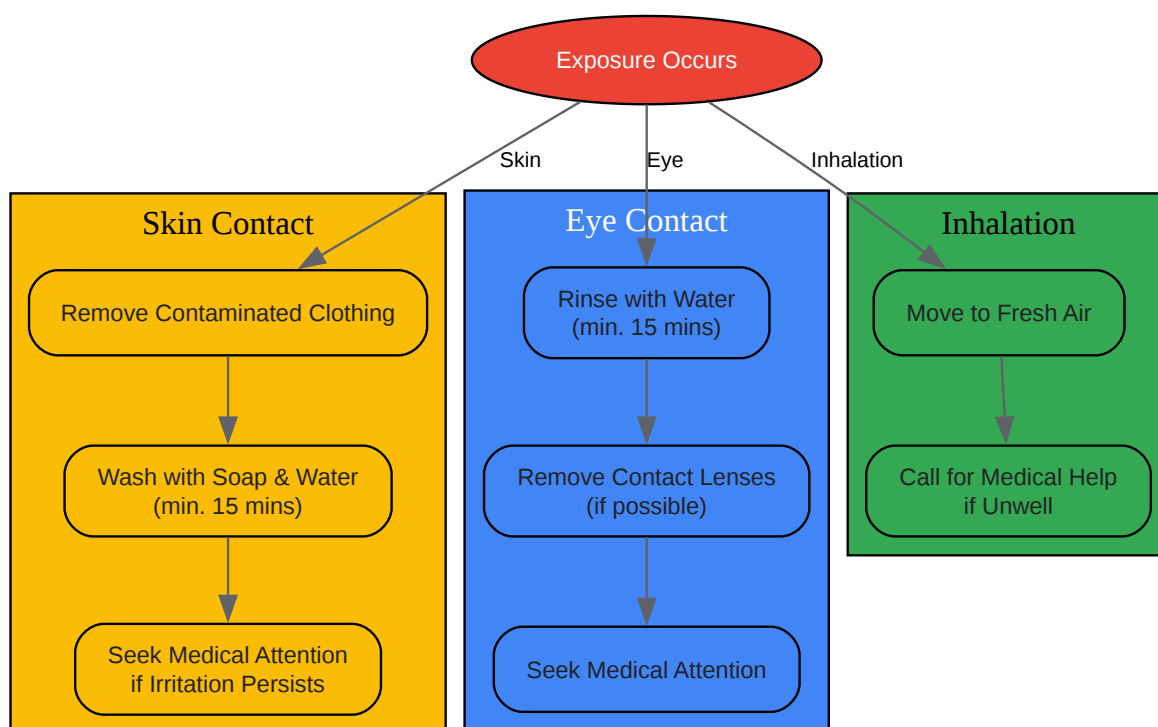 Exposure Occurs
Skin
Eye
Inhalation
Skin Contact
Remove Contaminated Clothing
Wash with Soap & Water
(min. 15 mins)
Seek Medical Attention
if Irritation Persists
Eye Contact
Rinse with Water
(min. 15 mins)
Remove Contact Lenses
(if possible)
Seek Medical Attention
Inhalation
Move to Fresh Air
Call for Medical Help
if Unwell